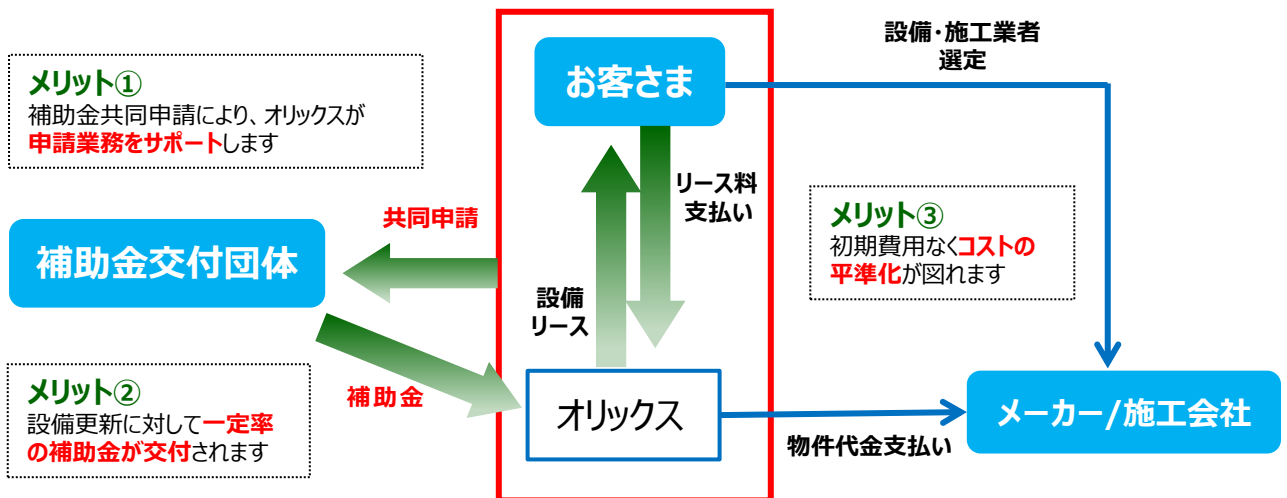 設備・施工業者
選定
メリット①
補助金共同申請により、オリックスが
申請業務をサポートします
お客さま
リース料
支払い
共同申請
補助金交付団体
メリット③
初期費用なくコストの
平準化が図れます
設備
リース
メリット②
設備更新に対して一定率
の補助金が交付されます
補助金
オリックス
物件代金支払い
メーカー/施工会社